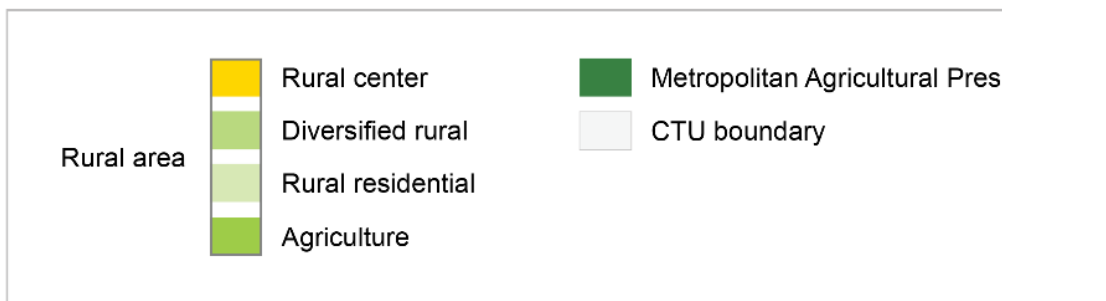 Rural area
Rural center
Diversified rural
Rural residential
Agriculture
Metropolitan Agricultural Pres
CTU boundary